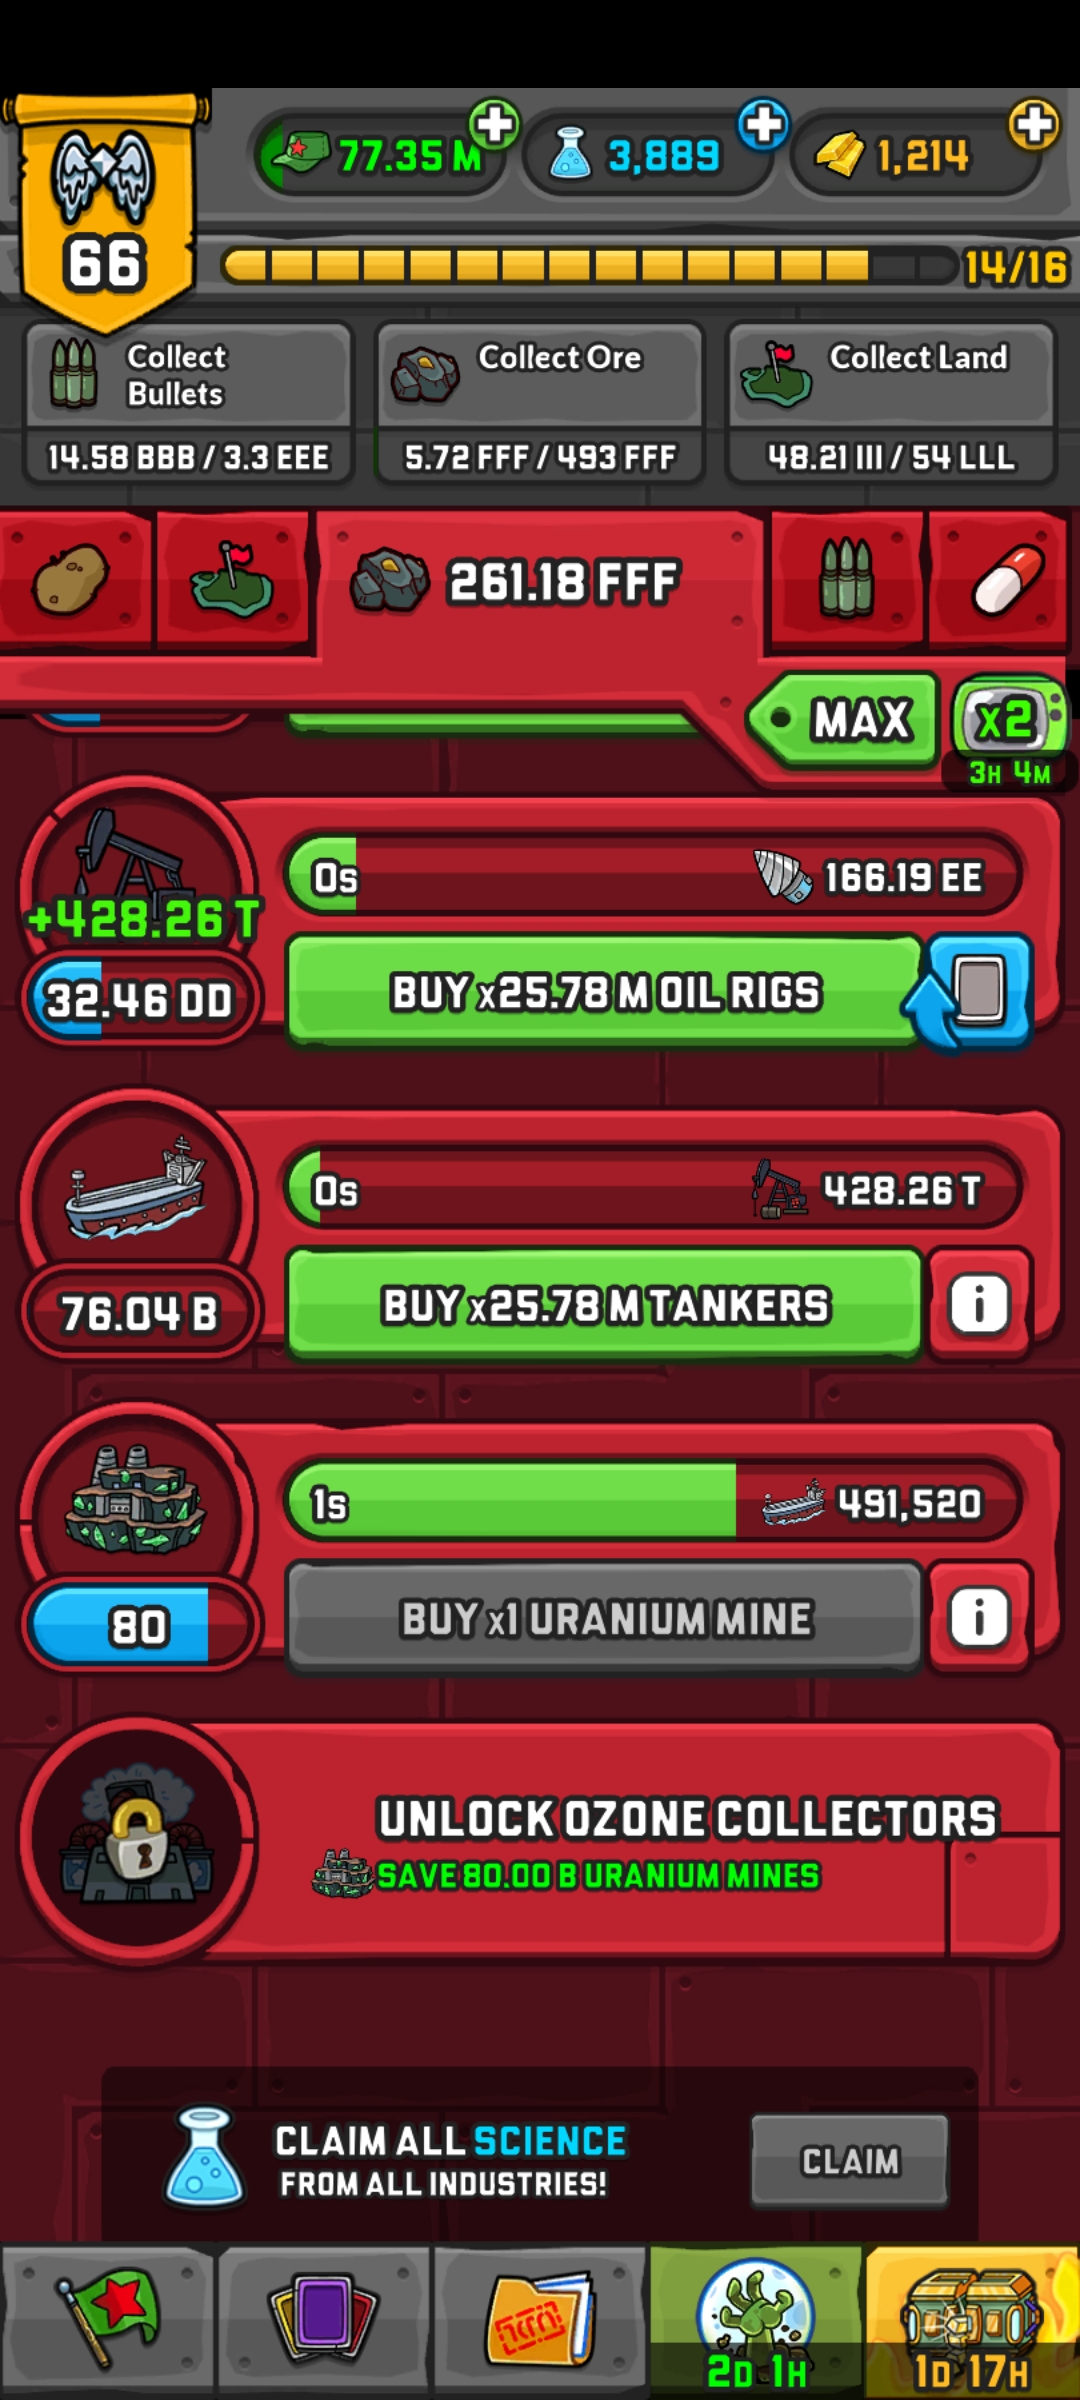 77.35 M
3,889
1,214
66
14/16
Collect
Bullets
14.58 BBB / 3.3 EEE
Collect Ore
5.72 FFF / 493 FFF
Collect Land
48.21 III / 54 LLL
261.18 FFF
MAX
x2
3H 4M
0s
166.19 EE
+428.26 T
32.46 DD
BUY x25.78 M OIL RIGS
0s
428.26 T
76.04 B
BUY x25.78 M TANKERS
i
1s
491,520
80
BUY x1 URANIUM MINE
i
UNLOCK OZONE COLLECTORS
SAVE 80.00 B URANIUM MINES
CLAIM ALL SCIENCE
FROM ALL INDUSTRIES!
CLAIM
2D 1H
1D 17H